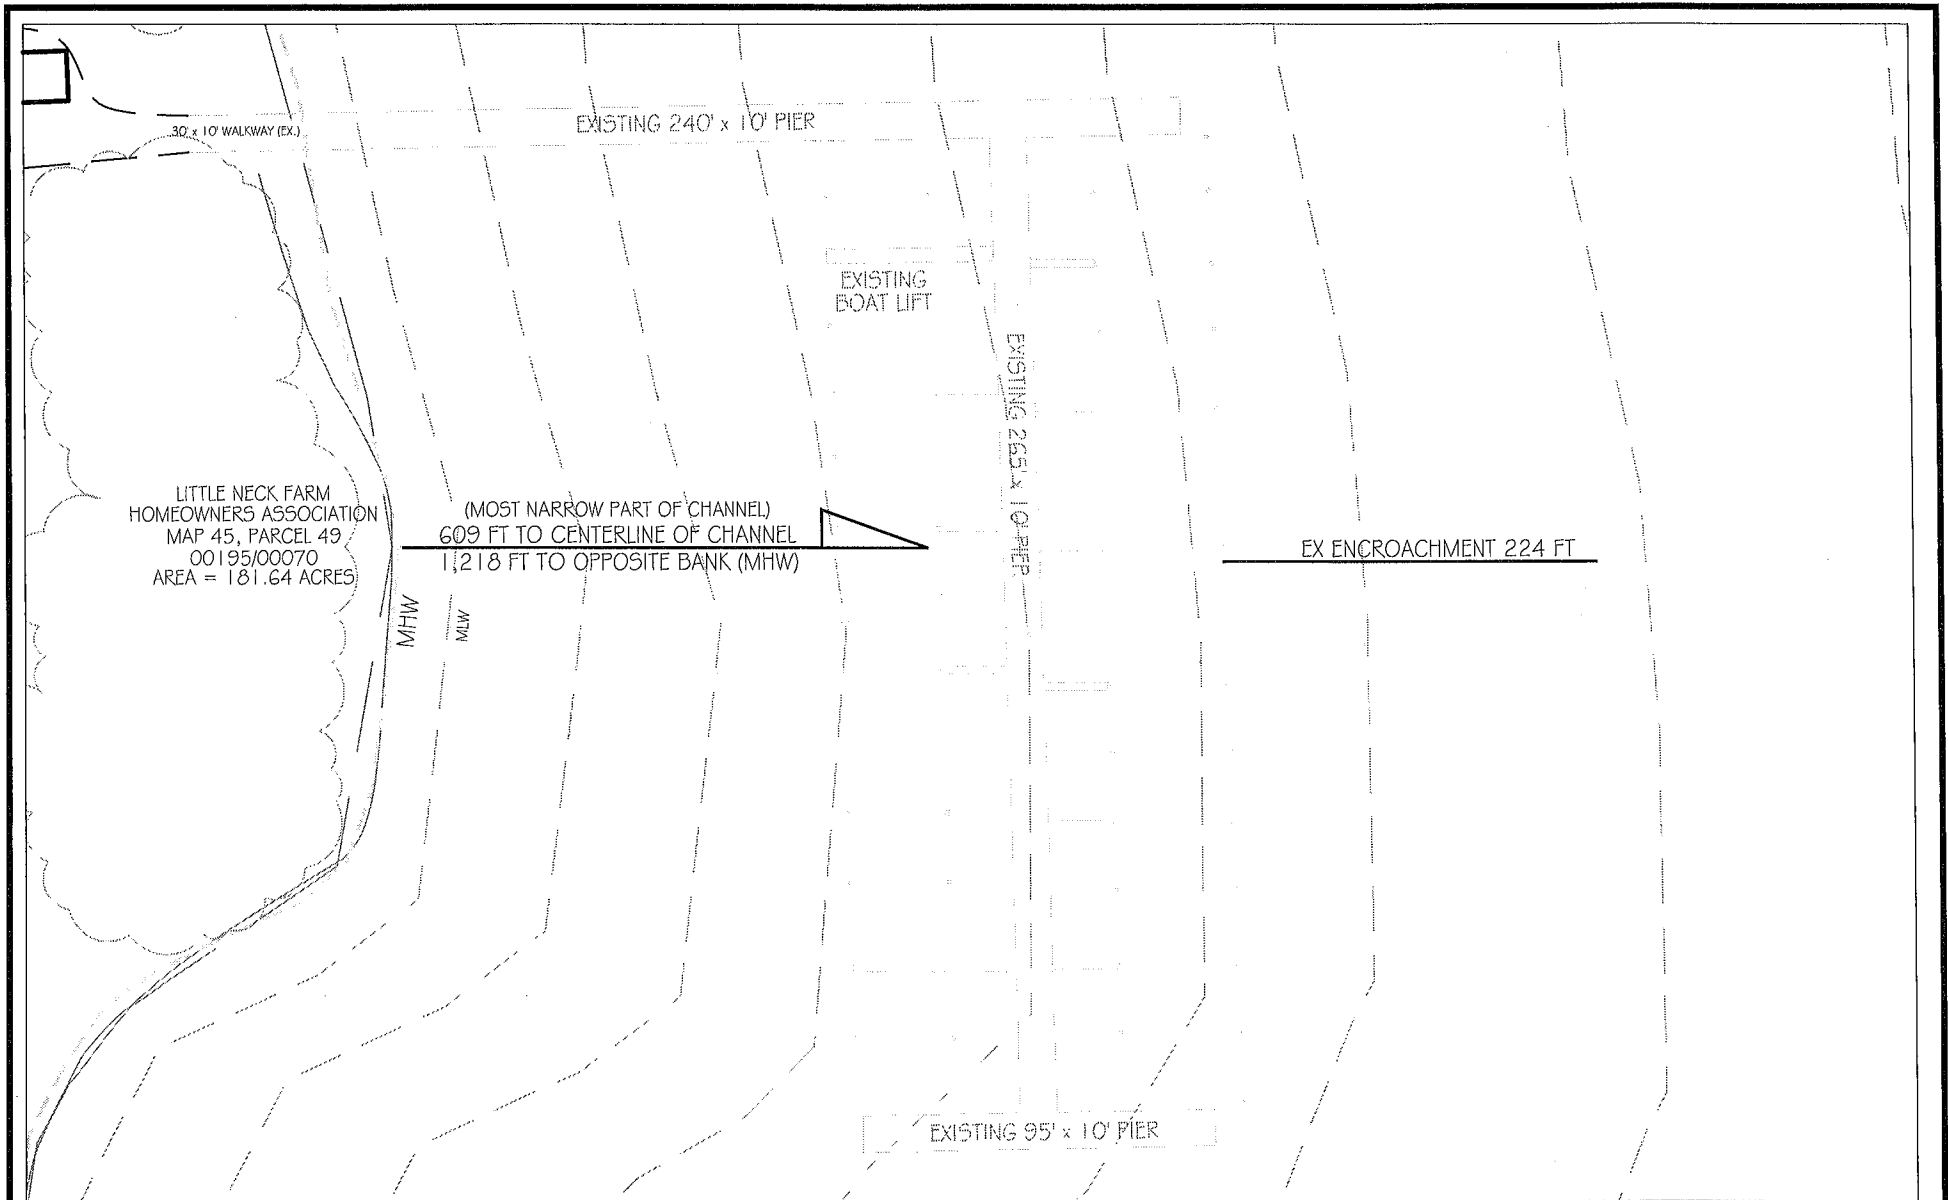 30' x 10' WALKWAY (EX.)
EXISTING 240' x 10' PIER
EXISTING
BOAT LIFT
EXISTING 265' x 10' PIER
LITTLE NECK FARM
HOMEOWNERS ASSOCIATION
MAP 45, PARCEL 49
00195/00070
AREA = 181.64 ACRES
(MOST NARROW PART OF CHANNEL)
609 FT TO CENTERLINE OF CHANNEL
1,218 FT TO OPPOSITE BANK (MHW)
EX ENCROACHMENT 224 FT
MHW
MLW
EXISTING 95' x 10' PIER